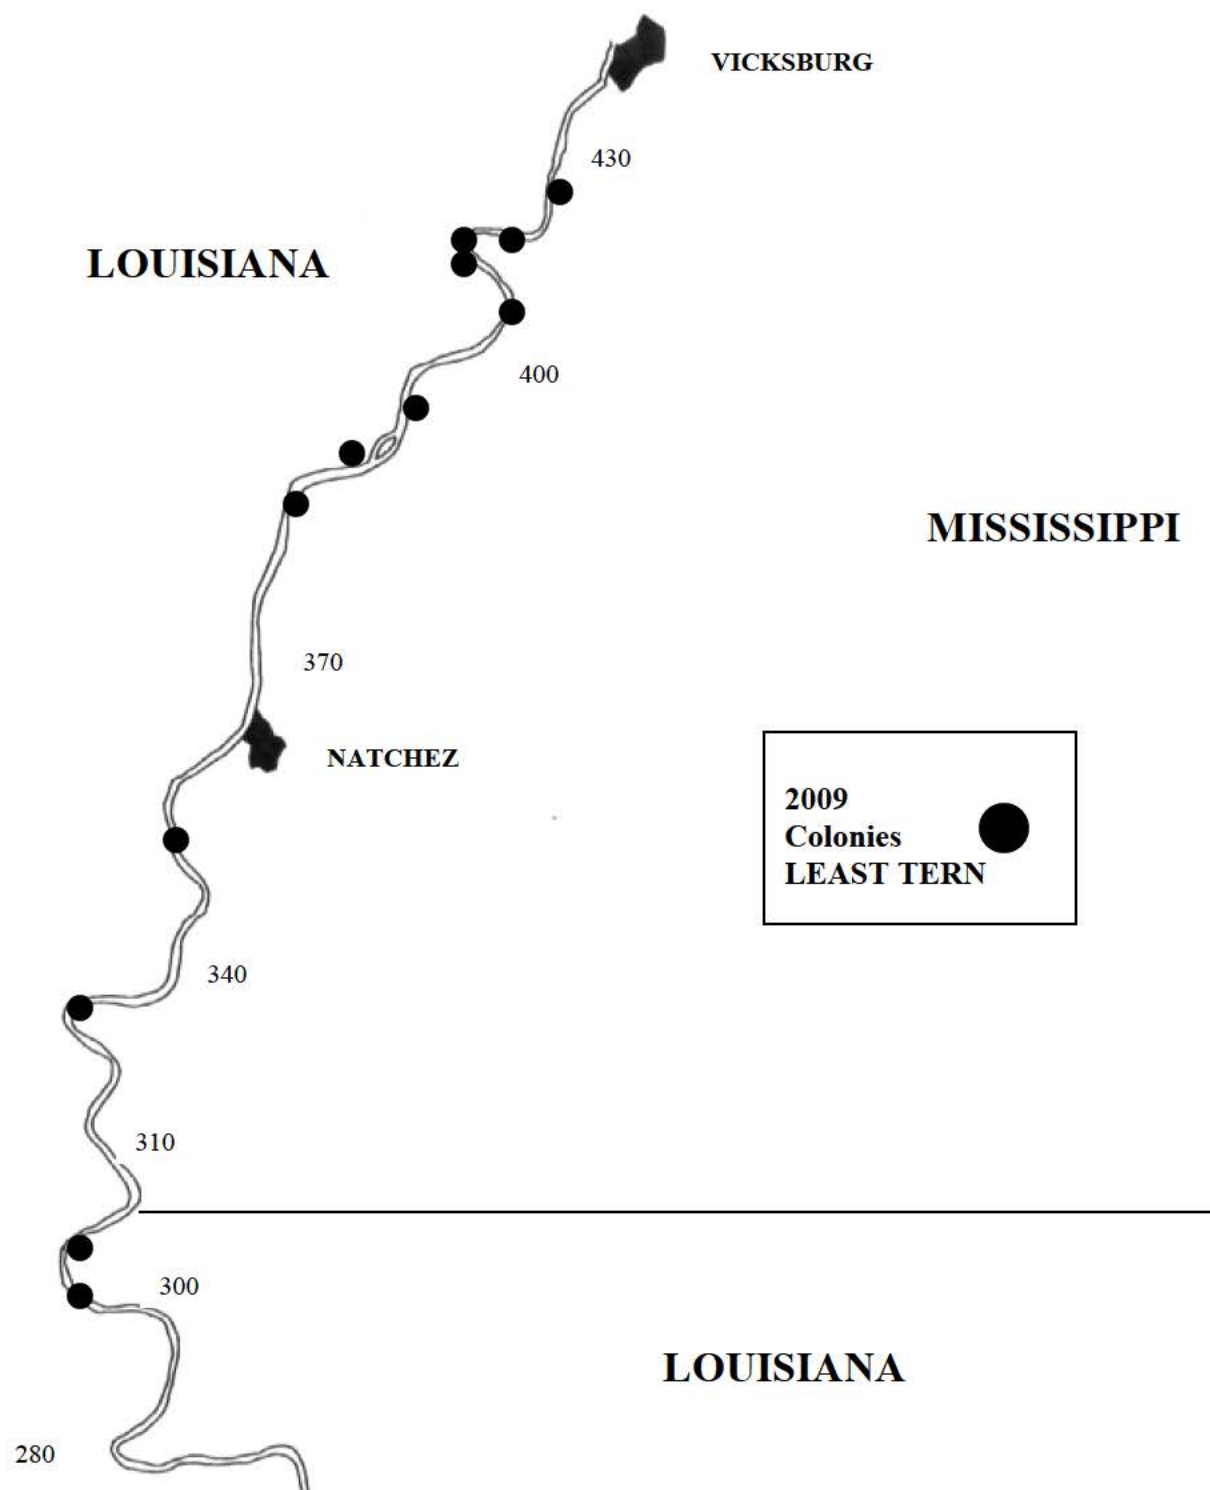 VICKSBURG
430
LOUISIANA
400
MISSISSIPPI
370
NATCHEZ
2009
Colonies
LEAST TERN
340
310
300
LOUISIANA
280